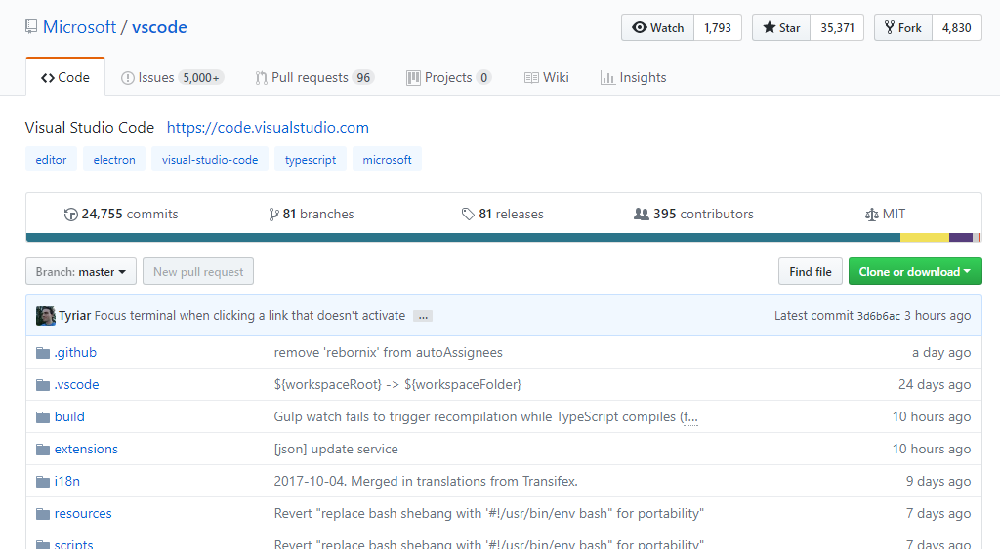 Microsoft / vscode
Watch 1,793 Star 35,371 Fork 4,830
Code Issues 5,000+ Pull requests 96 Projects 0 Wiki Insights
Visual Studio Code https://code.visualstudio.com
editor electron visual-studio-code typescript microsoft
24,755 commits 81 branches 81 releases 395 contributors MIT
Branch: master New pull request Find file Clone or download
Tyriar Focus terminal when clicking a link that doesn't activate ... Latest commit 3d6b6ac 3 hours ago
.github remove 'rebornix' from autoAssignees a day ago
.vscode ${workspaceRoot} -> ${workspaceFolder} 24 days ago
build Gulp watch fails to trigger recompilation while TypeScript compiles (f... 10 hours ago
extensions [json] update service 10 hours ago
i18n 2017-10-04. Merged in translations from Transifex. 9 days ago
resources Revert "replace bash shebang with '#!/usr/bin/env bash" for portability" 7 days ago
scripts Revert "replace bash shebang with '#!/usr/bin/env bash" for portability" 7 days ago